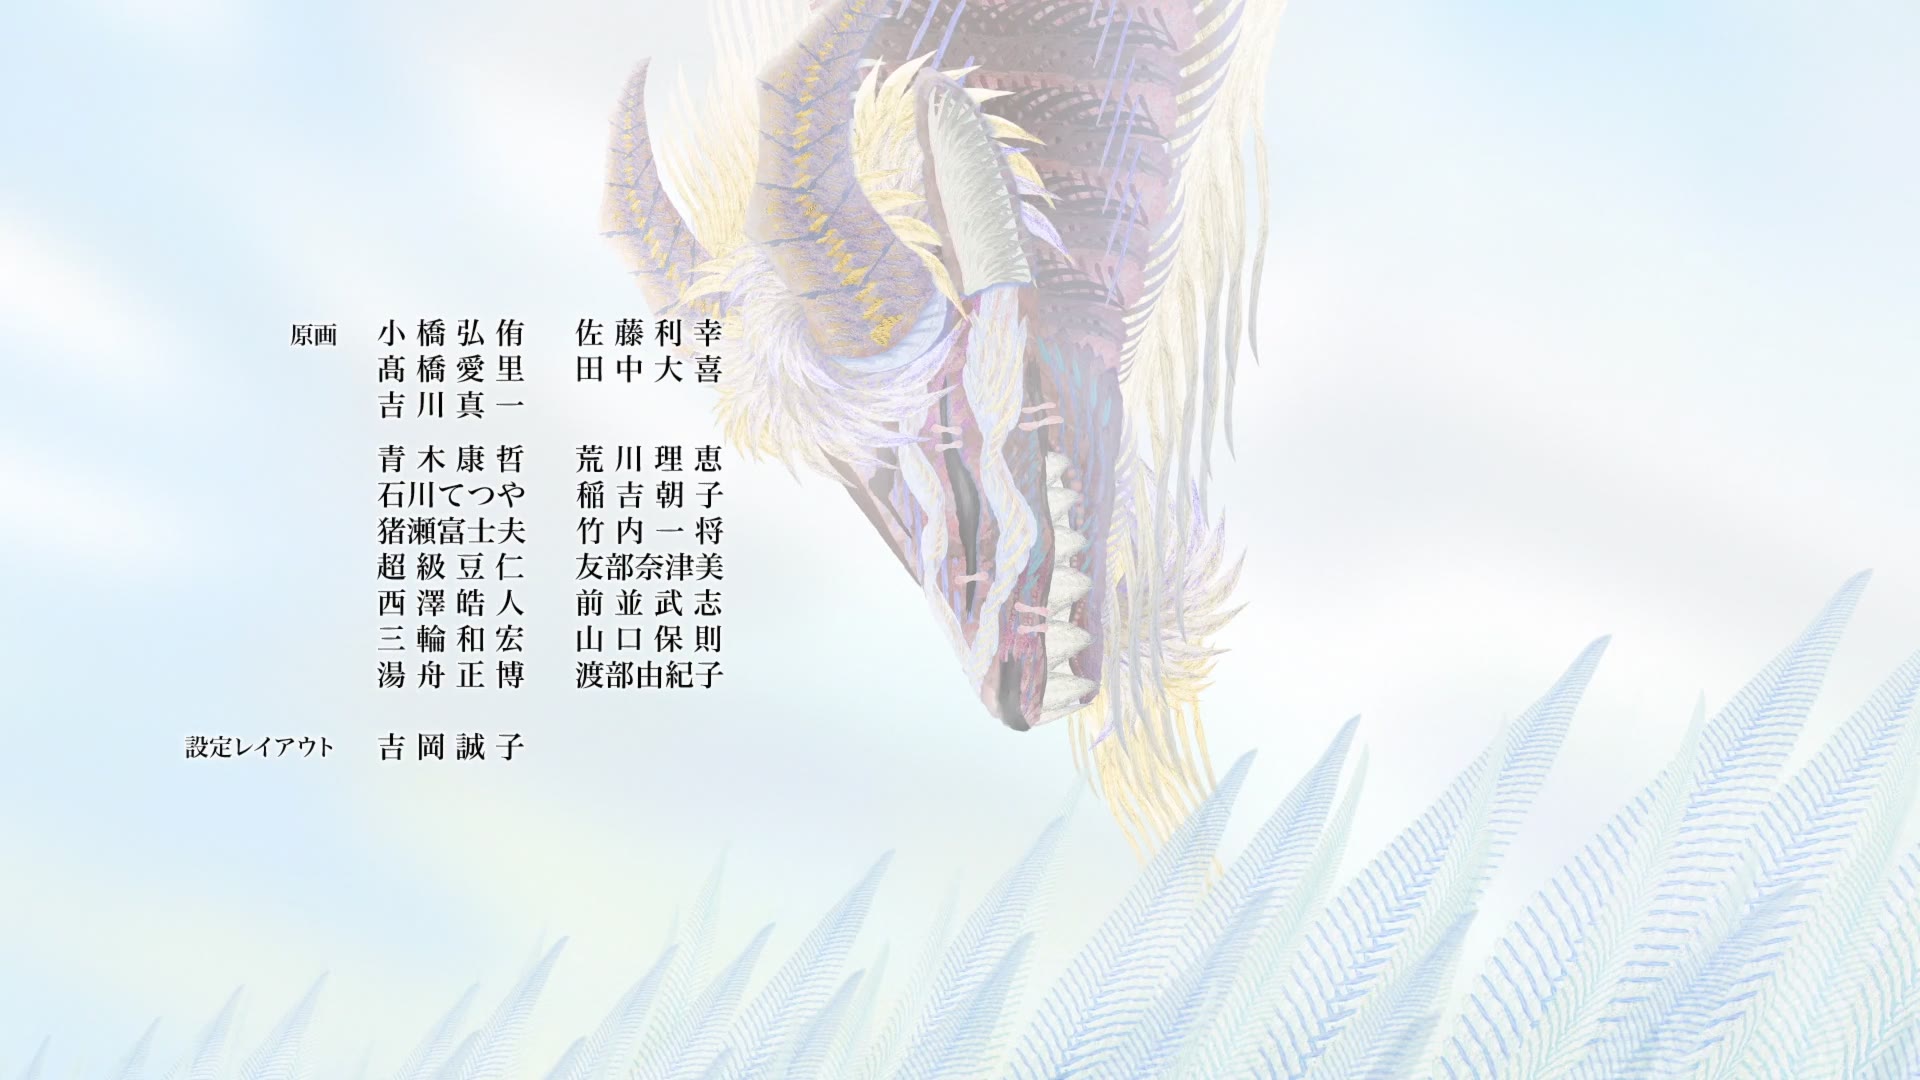 原画 小橋弘侑 佐藤利幸
髙橋愛里 田中大喜
吉川真一
青木康哲 荒川理恵
石川てつや 稲吉朝子
猪瀬富士夫 竹内一将
超級豆仁 友部奈津美
西澤皓人 前並武志
三輪和宏 山口保則
湯舟正博 渡部由紀子
設定レイアウト 吉岡誠子